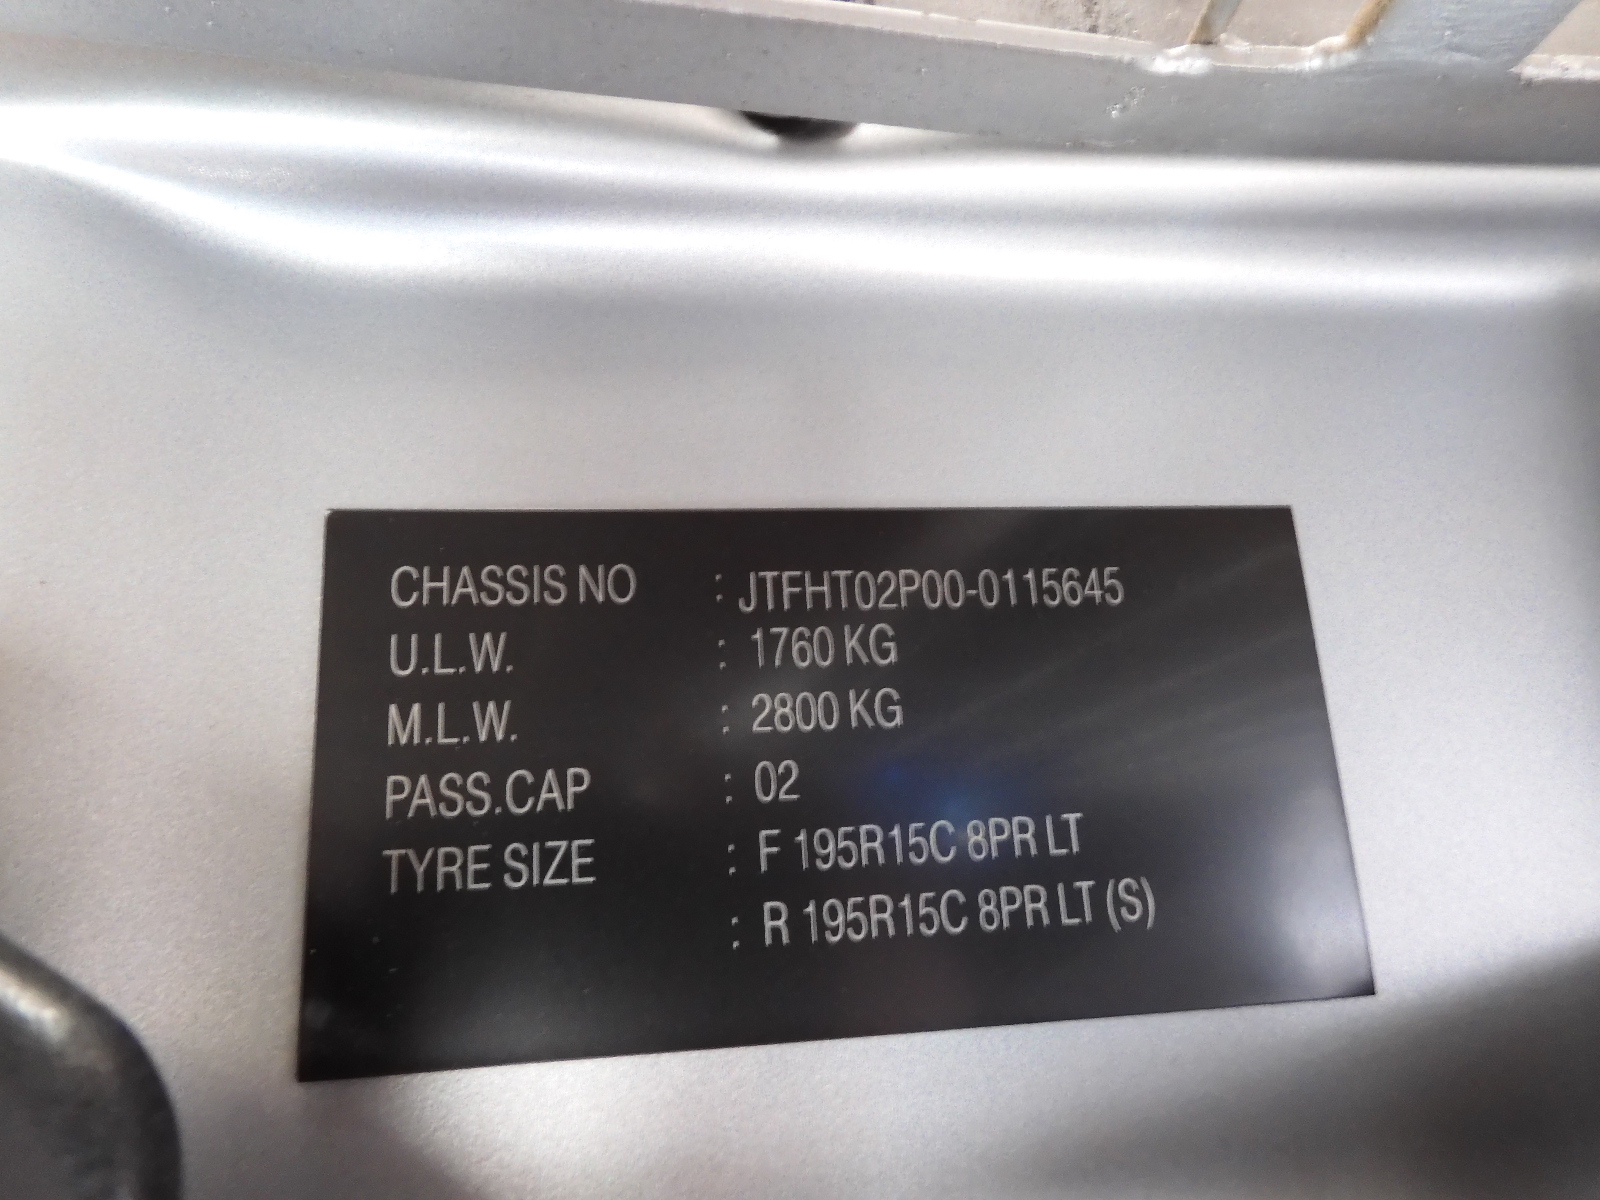 CHASSIS NO : JTFHT02P00-0115645
U.L.W. : 1760 KG
M.L.W. : 2800 KG
PASS.CAP : 02
TYRE SIZE : F 195R15C 8PR LT
: R 195R15C 8PR LT (S)